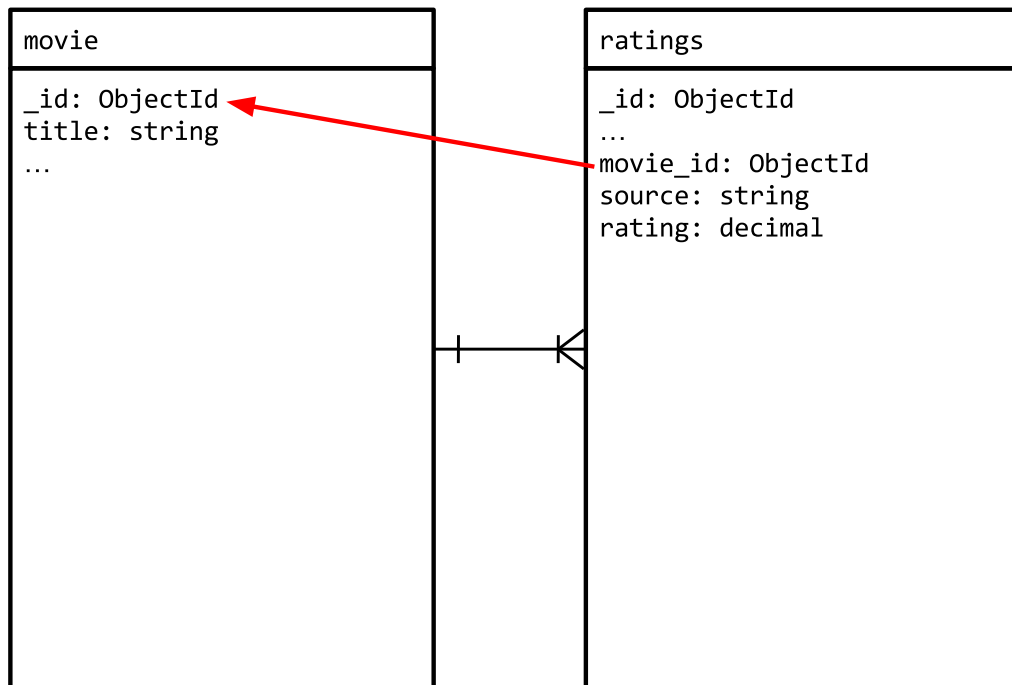 movie
_id: ObjectId
title: string
...
ratings
_id: ObjectId
...
movie_id: ObjectId
source: string
rating: decimal